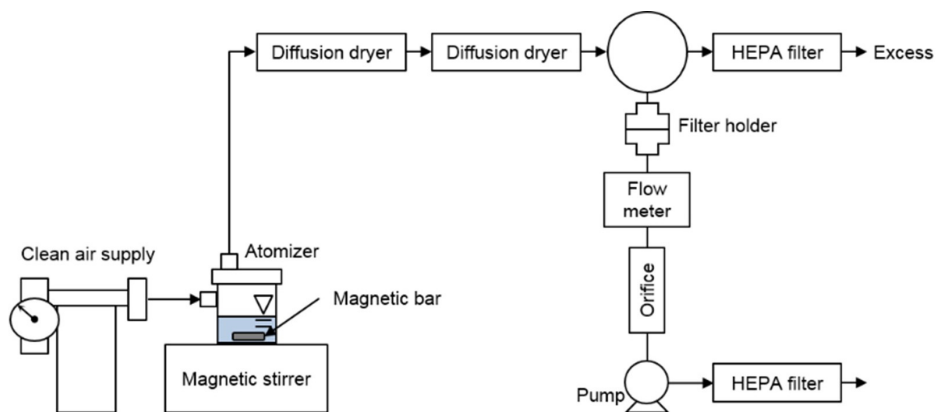 Diffusion dryer
Diffusion dryer
HEPA filter
Excess
Filter holder
Flow
meter
Clean air supply
Atomizer
Magnetic bar
Orifice
Magnetic stirrer
Pump
HEPA filter